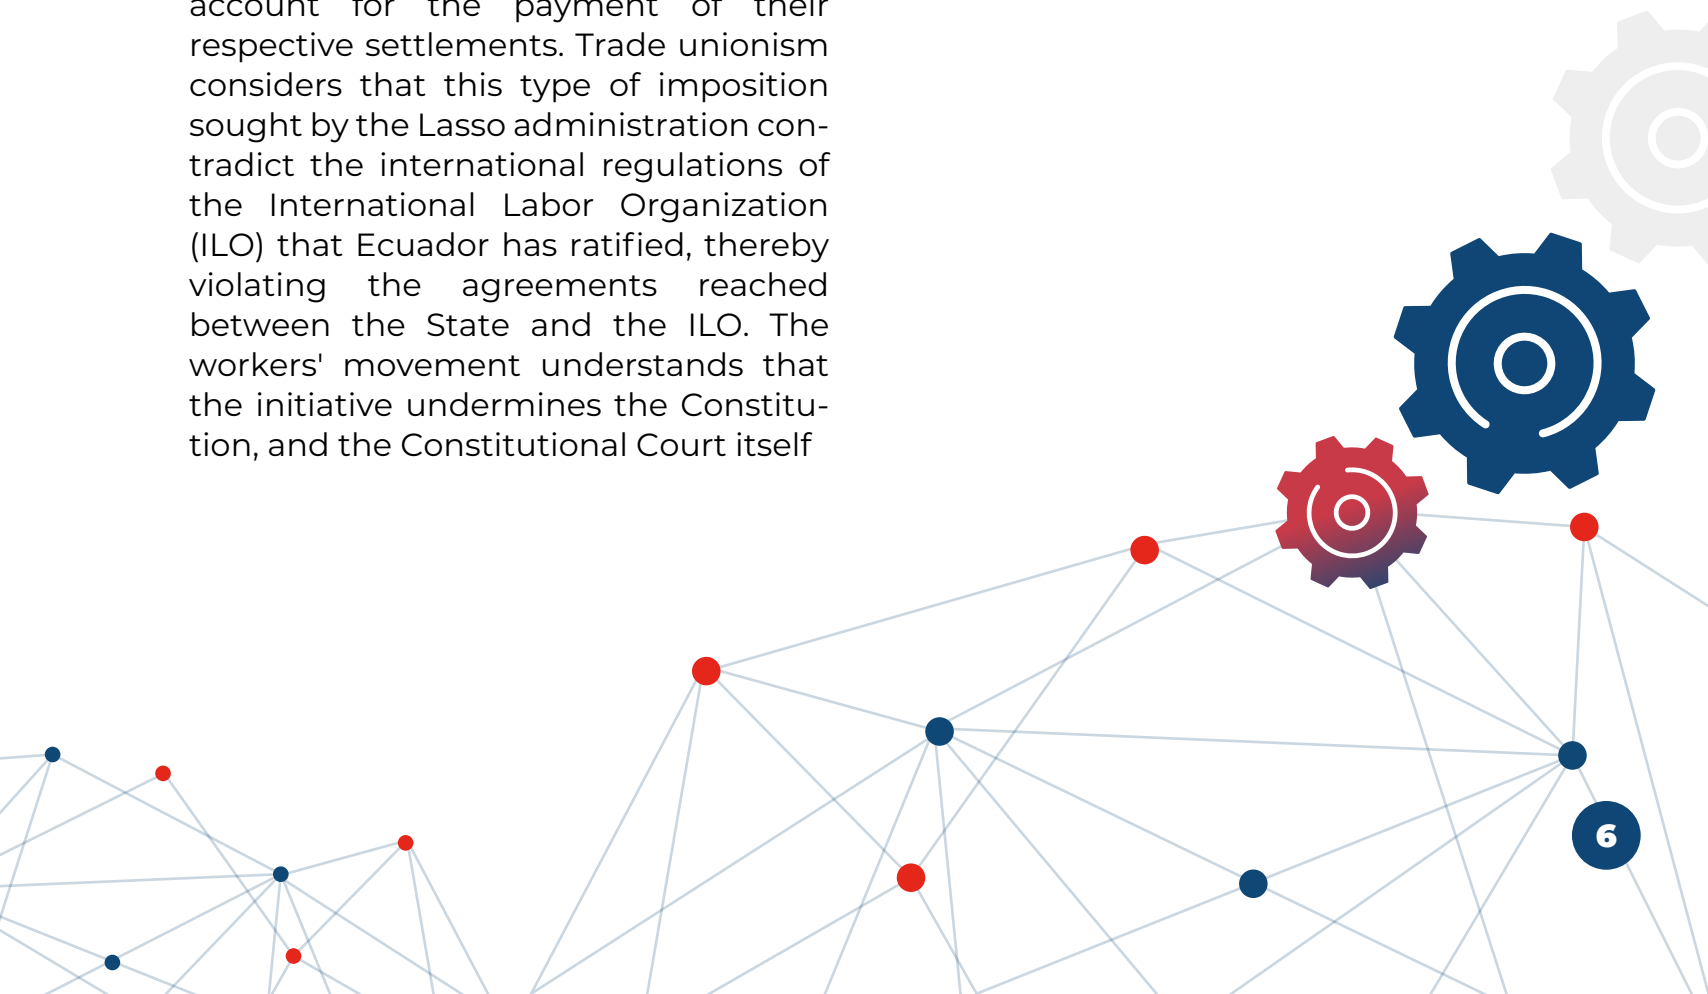 account for the payment of their
respective settlements. Trade unionism
considers that this type of imposition
sought by the Lasso administration con-
tradict the international regulations of
the International Labor Organization
(ILO) that Ecuador has ratified, thereby
violating the agreements reached
between the State and the ILO. The
workers' movement understands that
the initiative undermines the Constitu-
tion, and the Constitutional Court itself
6